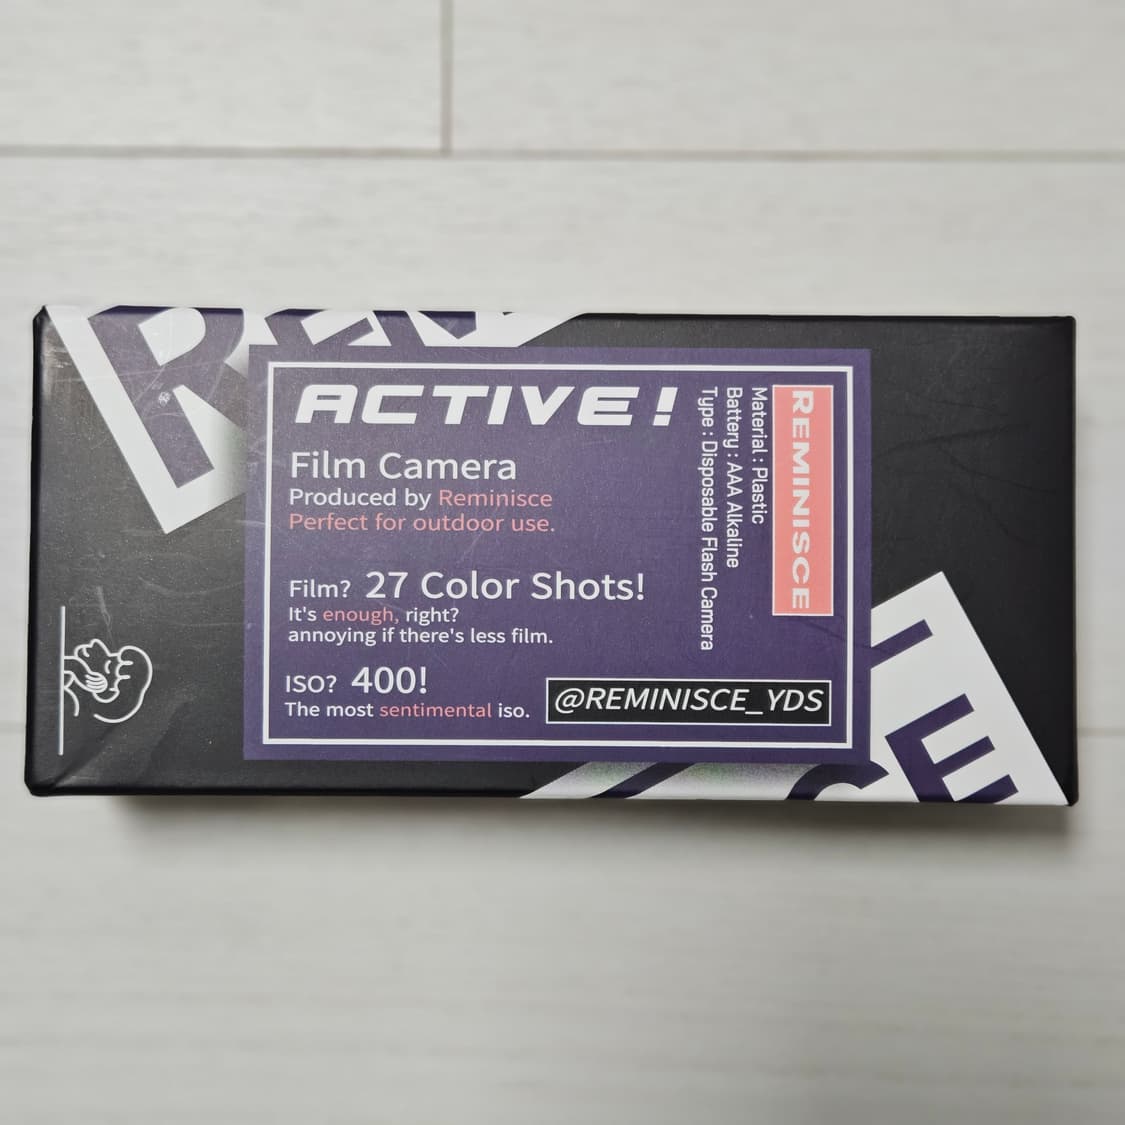 ACTIVE!
Film Camera
Produced by Reminisce
Perfect for outdoor use.
Film? 27 Color Shots!
It's enough, right?
annoying if there's less film.
ISO? 400!
The most sentimental iso.
@REMINISCE_YDS
REMINISCE
Material : Plastic
Battery : AAA Alkaline
Type : Disposable Flash Camera